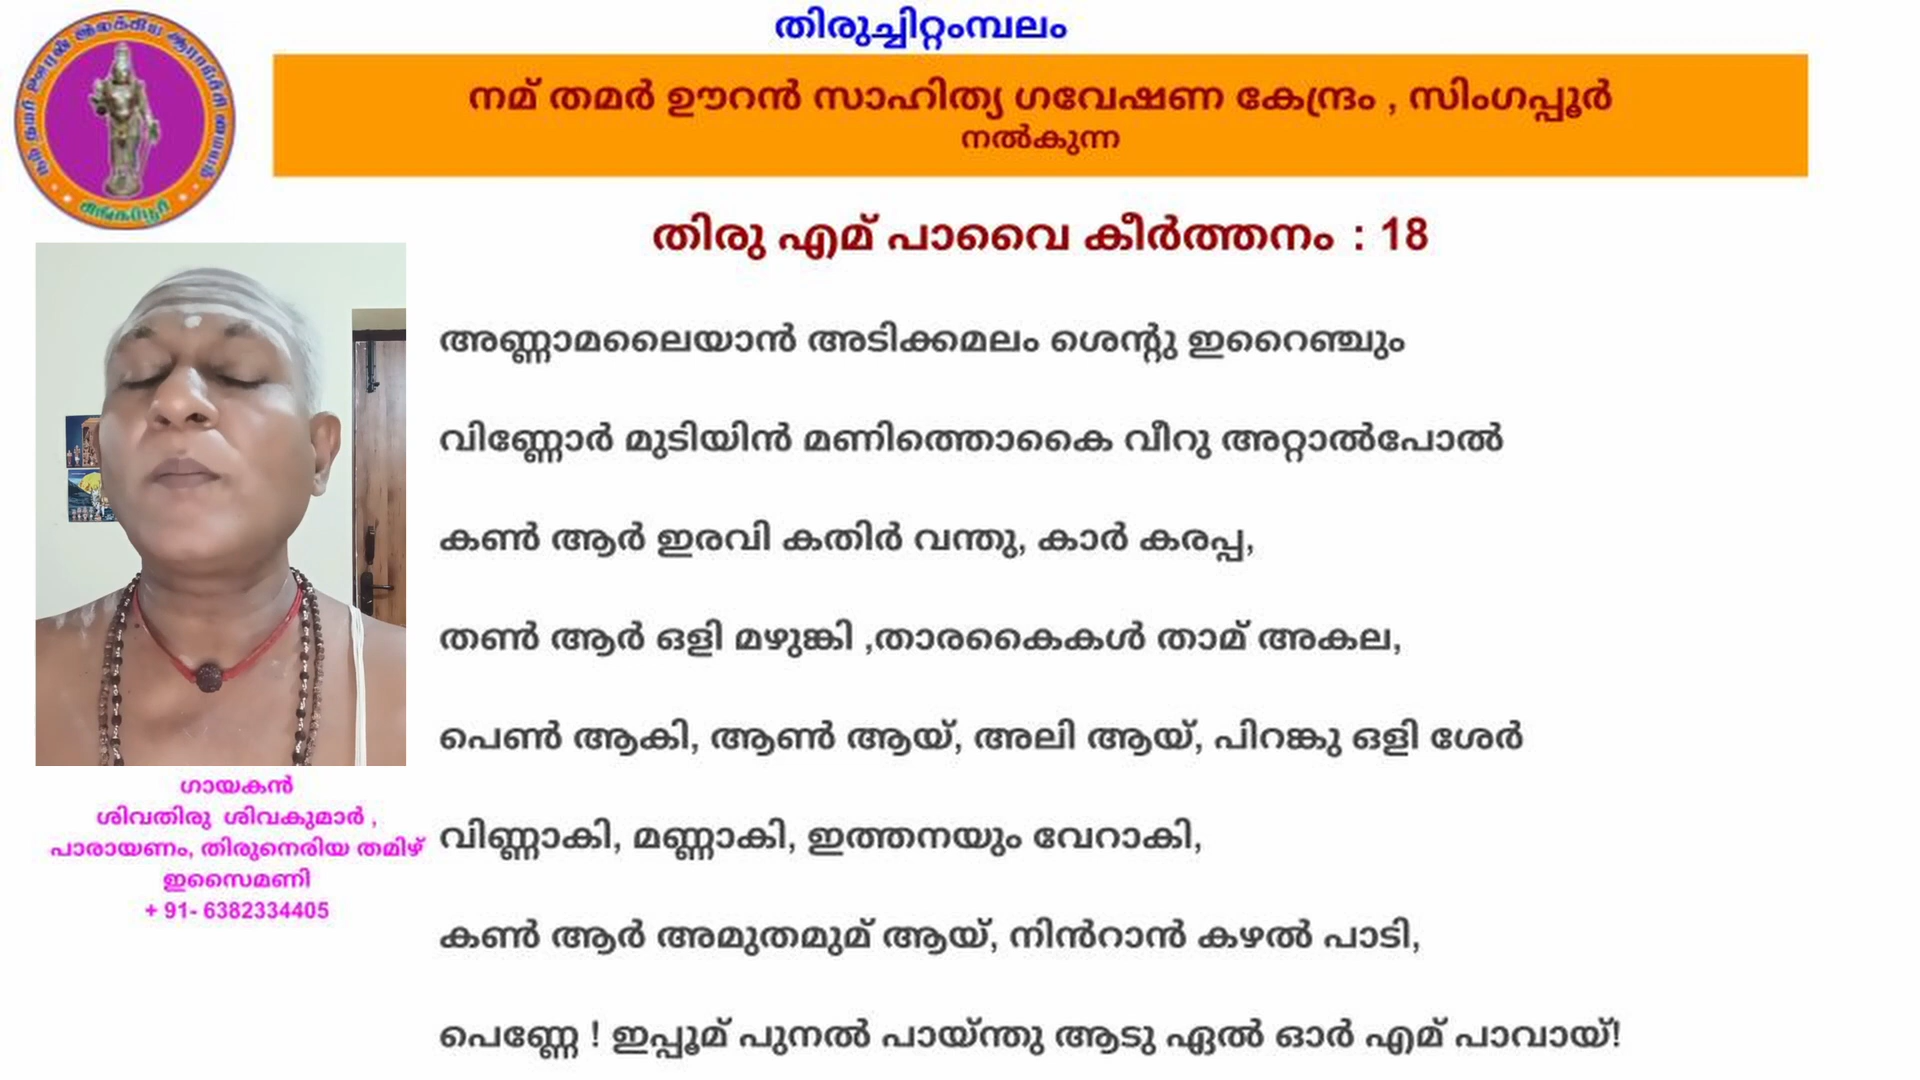 തിരുച്ചിറ്റംമ്പലം
നമ് തമർ ഊറൻ സാഹിത്യ ഗവേഷണ കേന്ദ്രം , സിംഗപ്പൂർ
നൽകുന്ന
തിരു എമ് പാവൈ കീർത്തനം : 18
അണ്ണാമലൈയാൻ അടിക്കമലം ശെൻ്റു ഇറൈഞ്ചും
വിണ്ണോർ മുടിയിൻ മണിത്തൊകൈ വീറു അറ്റാൽപോൽ
കൺ ആർ ഇരവി കതിർ വന്തു, കാർ കരപ്പ,
തൺ ആർ ഒളി മഴുങ്കി ,താരകൈകൾ താമ് അകല,
പെൺ ആകി, ആൺ ആയ്, അലി ആയ്, പിറങ്കു ഒളി ശേർ
വിണ്ണാകി, മണ്ണാകി, ഇത്തനയും വേറാകി,
കൺ ആർ അമുതമുമ് ആയ്, നിൻറാൻ കഴൽ പാടി,
പെണ്ണേ ! ഇപ്പൂമ് പുനൽ പായ്ന്തു ആടു ഏൽ ഓർ എമ് പാവായ്!
ഗായകൻ
ശിവതിരു ശിവകുമാർ ,
പാരായണം, തിരുനെരിയ തമിഴ്
ഇസൈമണി
+ 91- 6382334405